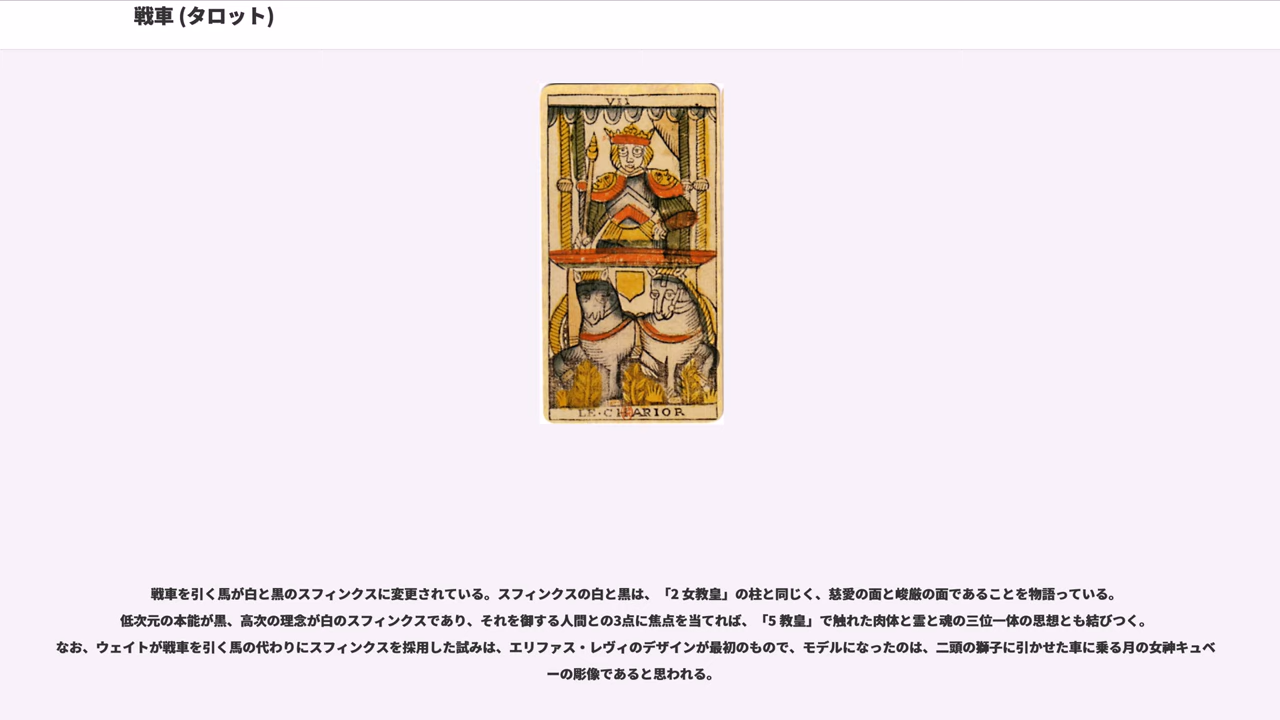 戦車 (タロット)
VII
LE·CHARIOR
戦車を引く馬が白と黒のスフィンクスに変更されている。スフィンクスの白と黒は、「2 女教皇」の柱と同じく、慈愛の面と峻厳の面であることを物語っている。
低次元の本能が黒、高次の理念が白のスフィンクスであり、それを御する人間との3点に焦点を当てれば、「5 教皇」で触れた肉体と霊と魂の三位一体の思想とも結びつく。
なお、ウェイトが戦車を引く馬の代わりにスフィンクスを採用した試みは、エリファス・レヴィのデザインが最初のもので、モデルになったのは、二頭の獅子に引かせた車に乗る月の女神キュベ
ーの彫像であると思われる。